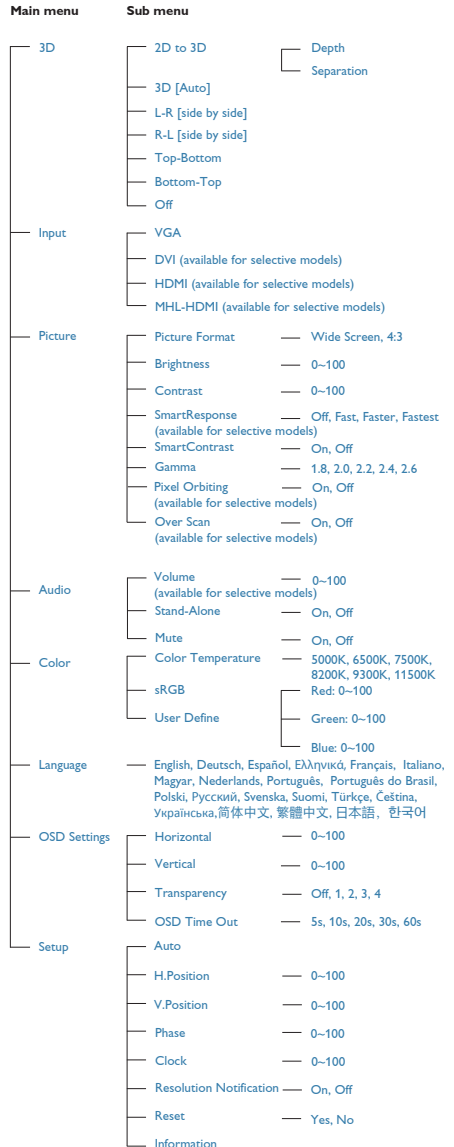 Main menu Sub menu
3D 2D to 3D Depth
Separation
3D [Auto]
L-R [side by side]
R-L [side by side]
Top-Bottom
Bottom-Top
Off
Input VGA
DVI (available for selective models)
HDMI (available for selective models)
MHL-HDMI (available for selective models)
Picture Picture Format Wide Screen, 4:3
Brightness 0~100
Contrast 0~100
SmartResponse Off, Fast, Faster, Fastest
(available for selective models)
SmartContrast On, Off
Gamma 1.8, 2.0, 2.2, 2.4, 2.6
Pixel Orbiting On, Off
(available for selective models)
Over Scan On, Off
(available for selective models)
Audio Volume 0~100
(available for selective models)
Stand-Alone On, Off
Mute On, Off
Color Color Temperature 5000K, 6500K, 7500K,
8200K, 9300K, 11500K
sRGB Red: 0~100
User Define Green: 0~100
Blue: 0~100
Language English, Deutsch, Español, Ελληνικά, Français, Italiano,
Magyar, Nederlands, Português, Português do Brasil,
Polski, Русский, Svenska, Suomi, Türkçe, Čeština,
Українська,简体中文, 繁體中文, 日本語, 한국어
OSD Settings Horizontal 0~100
Vertical 0~100
Transparency Off, 1, 2, 3, 4
OSD Time Out 5s, 10s, 20s, 30s, 60s
Setup Auto
H.Position 0~100
V.Position 0~100
Phase 0~100
Clock 0~100
Resolution Notification On, Off
Reset Yes, No
Information